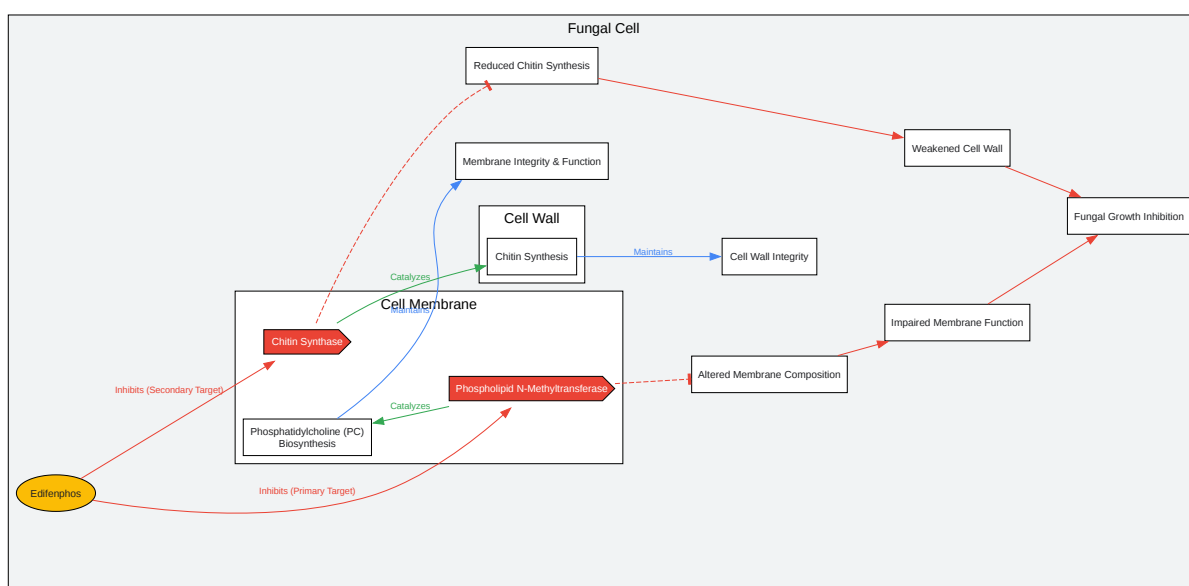 Fungal Cell
Reduced Chitin Synthesis
Weakened Cell Wall
Membrane Integrity & Function
Fungal Growth Inhibition
Cell Wall
Chitin Synthesis
Maintains
Cell Wall Integrity
Catalyzes
Cell Membrane
Maintains
Impaired Membrane Function
Chitin Synthase
Altered Membrane Composition
Inhibits (Secondary Target)
Phospholipid N-Methyltransferase
Catalyzes
Phosphatidylcholine (PC)
Biosynthesis
Edifenphos
Inhibits (Primary Target)